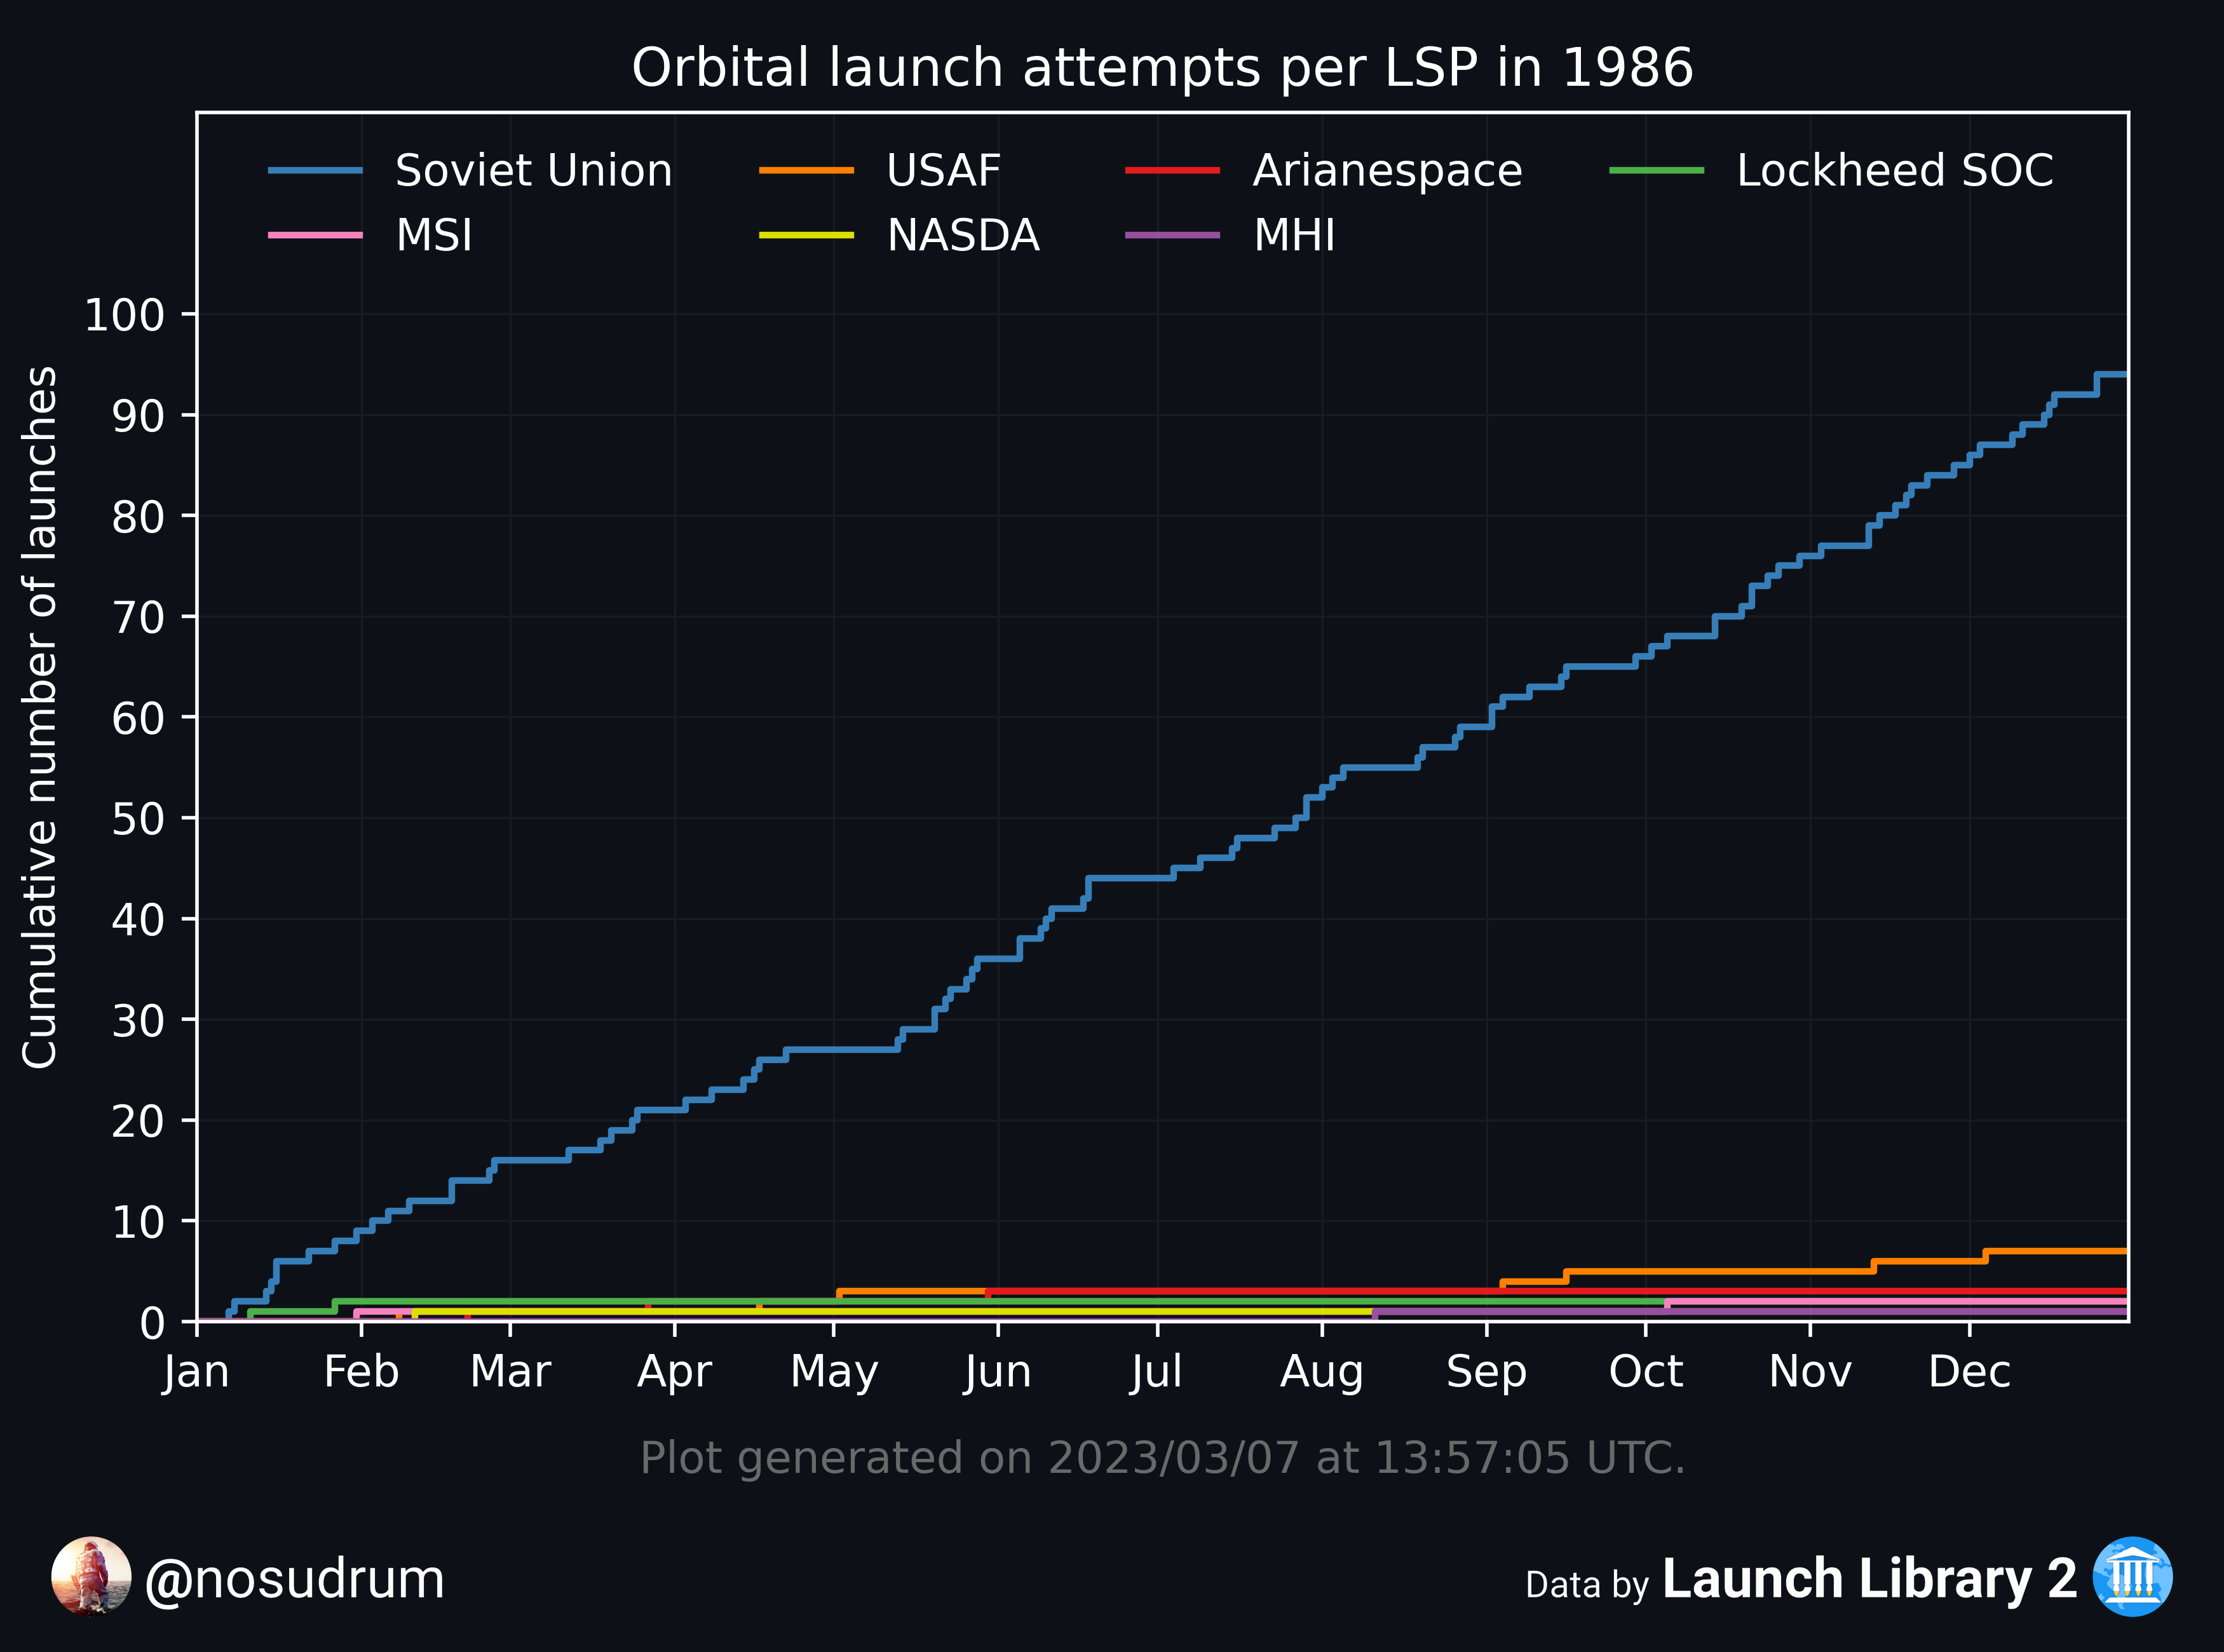 Orbital launch attempts per LSP in 1986
Soviet Union USAF Arianespace Lockheed SOC
MSI NASDA MHI
Cumulative number of launches
100
90
80
70
60
50
40
30
20
10
0
Jan Feb Mar Apr May Jun Jul Aug Sep Oct Nov Dec
Plot generated on 2023/03/07 at 13:57:05 UTC.
@nosudrum
Data by Launch Library 2